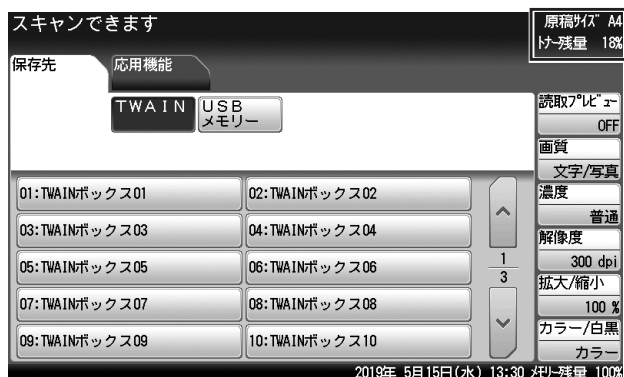 スキャンできます
原稿ｻｲｽﾞ A4
ﾄﾅｰ残量 18%
保存先 応用機能
TWAIN
USB
メモリー
読取ﾌﾟﾚﾋﾞｭｰ
OFF
画質
文字/写真
濃度
普通
解像度
300 dpi
拡大/縮小
100 %
カラー/白黒
カラー
01:TWAINボックス01 02:TWAINボックス02
03:TWAINボックス03 04:TWAINボックス04
05:TWAINボックス05 06:TWAINボックス06
07:TWAINボックス07 08:TWAINボックス08
09:TWAINボックス09 10:TWAINボックス10
1
3
2019年 5月15日(水) 13:30 ﾒﾓﾘｰ残量 100%